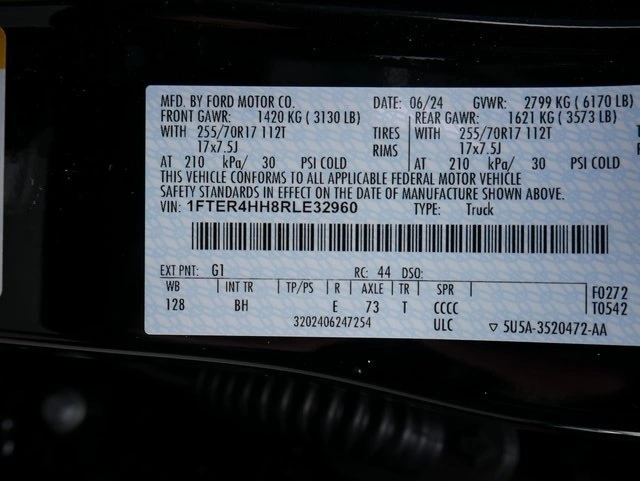 MFD. BY FORD MOTOR CO. DATE: 06/24 GVWR: 2799 KG ( 6170 LB)
FRONT GAWR: 1420 KG ( 3130 LB) REAR GAWR: 1621 KG ( 3573 LB)
WITH 255/70R17 112T TIRES WITH 255/70R17 112T
17x7.5J RIMS 17x7.5J
AT 210 kPa/ 30 PSI COLD AT 210 kPa/ 30 PSI COLD
THIS VEHICLE CONFORMS TO ALL APPLICABLE FEDERAL MOTOR VEHICLE
SAFETY STANDARDS IN EFFECT ON THE DATE OF MANUFACTURE SHOWN ABOVE.
VIN: 1FTER4HH8RLE32960 TYPE: Truck
EXT PNT: G1 RC: 44 DSO:
WB INT TR TP/PS R AXLE TR SPR F0272
128 BH E 73 T CCCC T0542
3202406247254 ULC ▽ 5U5A-3520472-AA